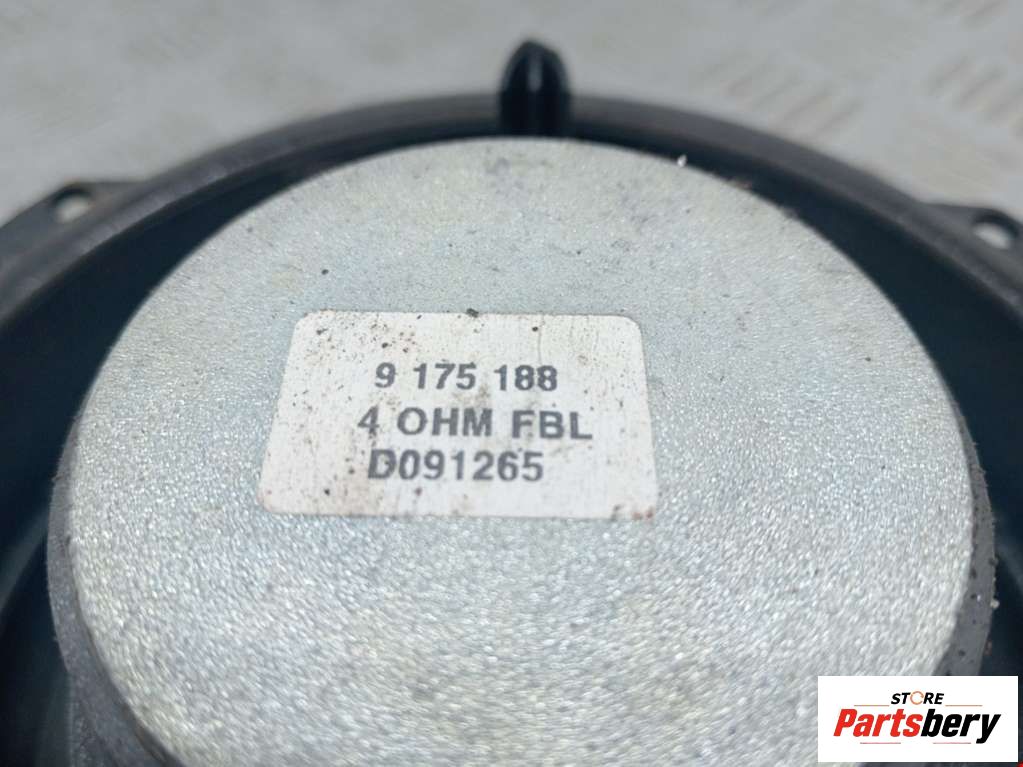 9 175 188
4 OHM FBL
D091265
STORE
Partsbery